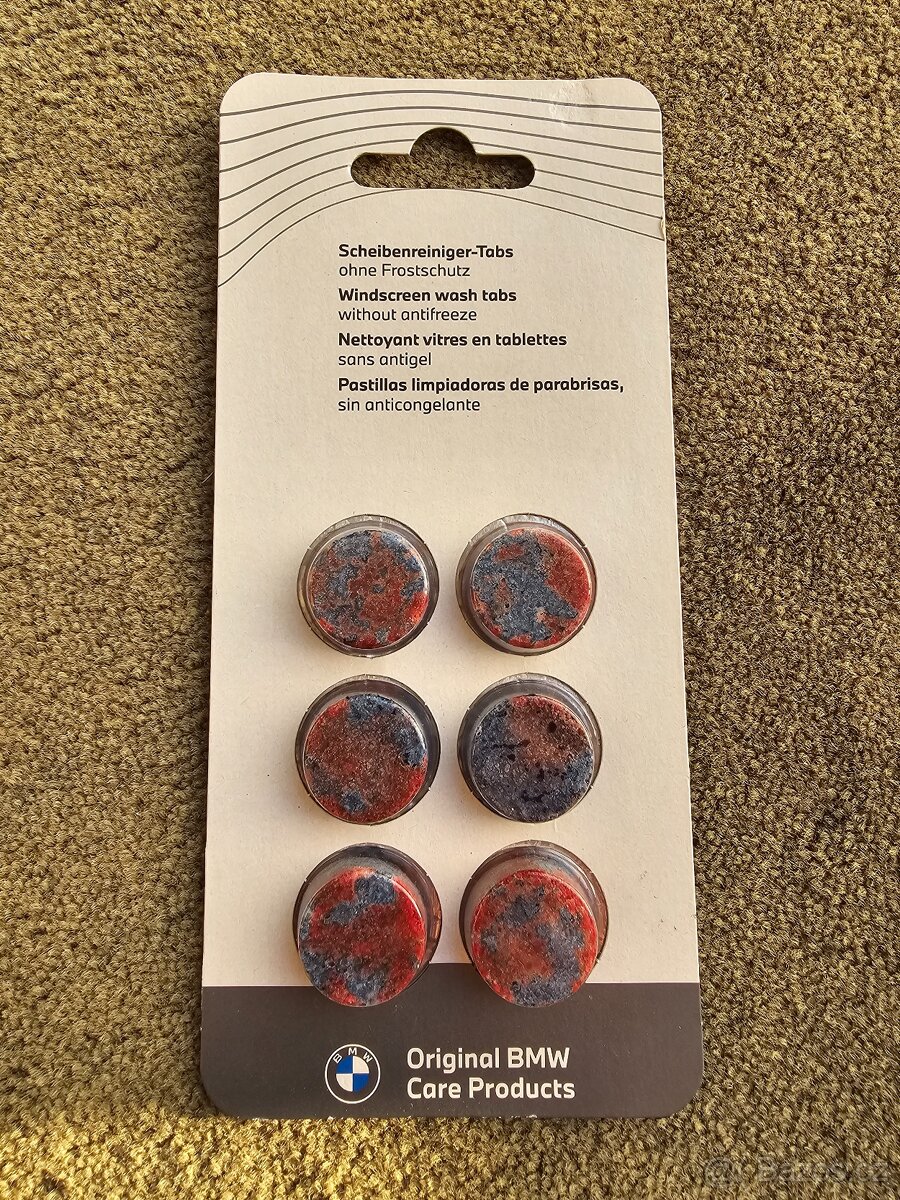 Scheibenreiniger-Tabs
ohne Frostschutz
Windscreen wash tabs
without antifreeze
Nettoyant vitres en tablettes
sans antigel
Pastillas limpiadoras de parabrisas,
sin anticongelante
BMW
Original BMW
Care Products